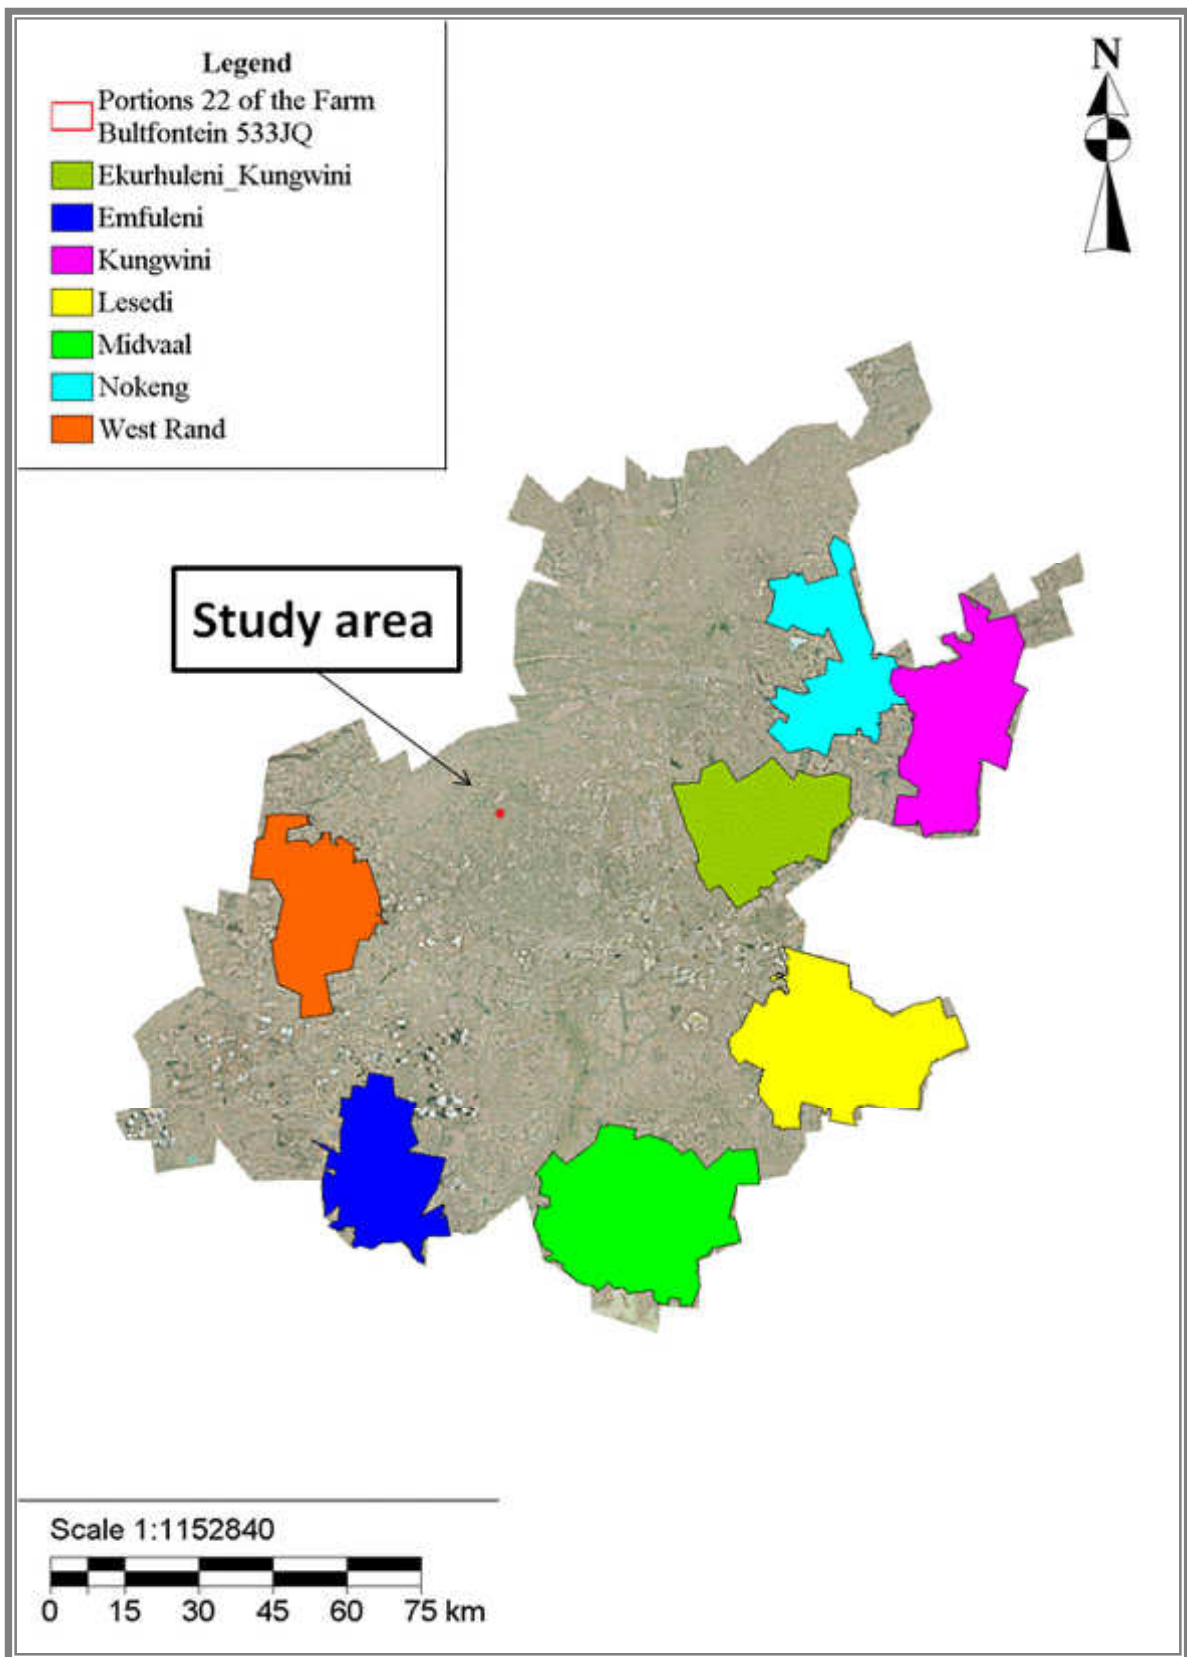 Legend
Portions 22 of the Farm
Bultfontein 533JQ
Ekurhuleni_Kungwini
Emfuleni
Kungwini
Lesedi
Midvaal
Nokeng
West Rand
N
Study area
Scale 1:1152840
0 15 30 45 60 75 km